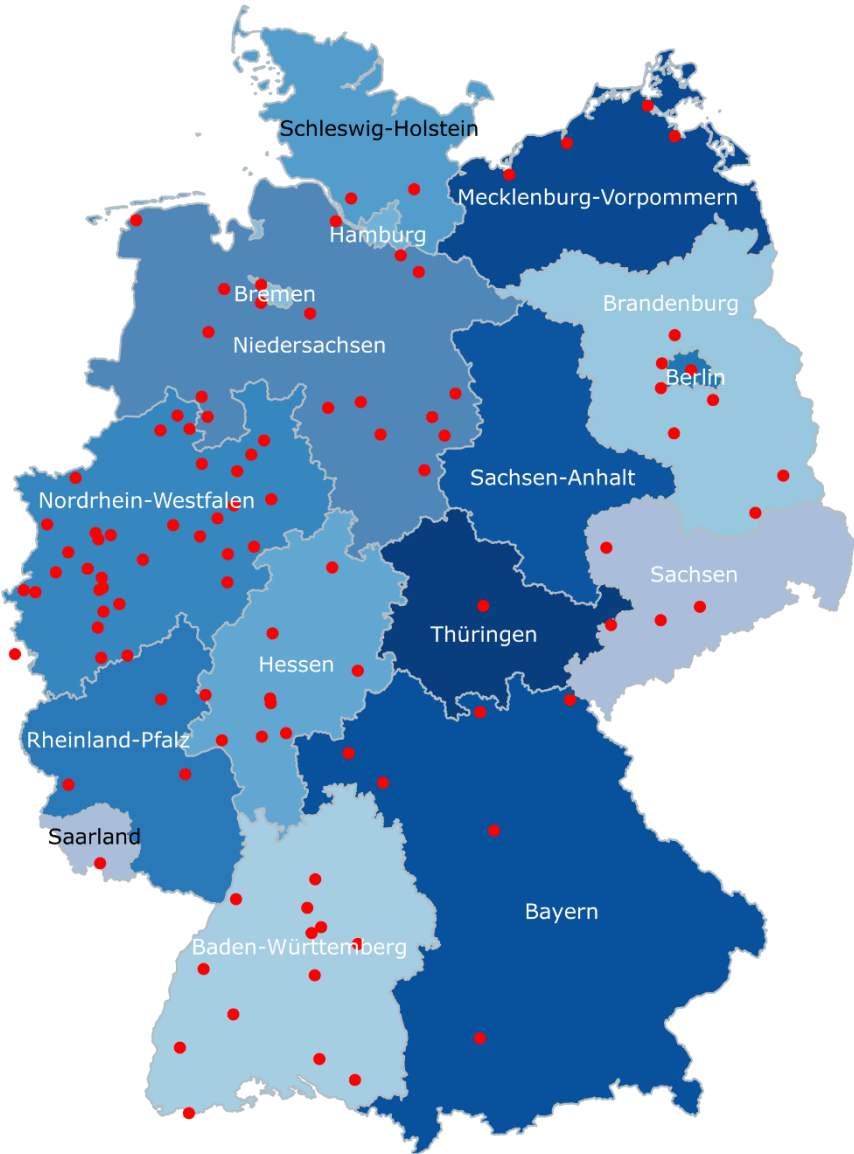 Schleswig-Holstein
Mecklenburg-Vorpommern
Hamburg
Bremen
Brandenburg
Niedersachsen
Berlin
Sachsen-Anhalt
Nordrhein-Westfalen
Sachsen
Thüringen
Hessen
Rheinland-Pfalz
Saarland
Bayern
Baden-Württemberg